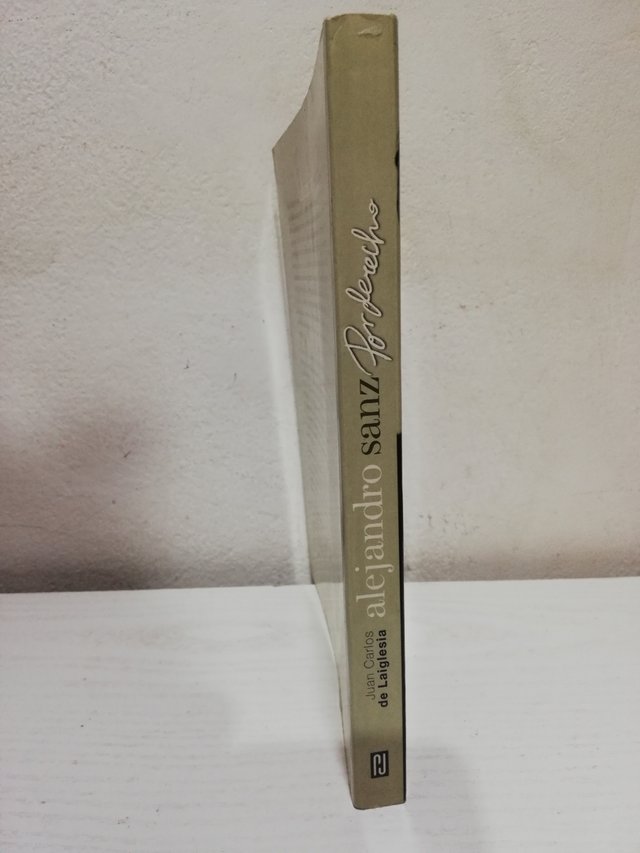 Juan Carlos
de Laiglesia
alejandro sanz Por derecho